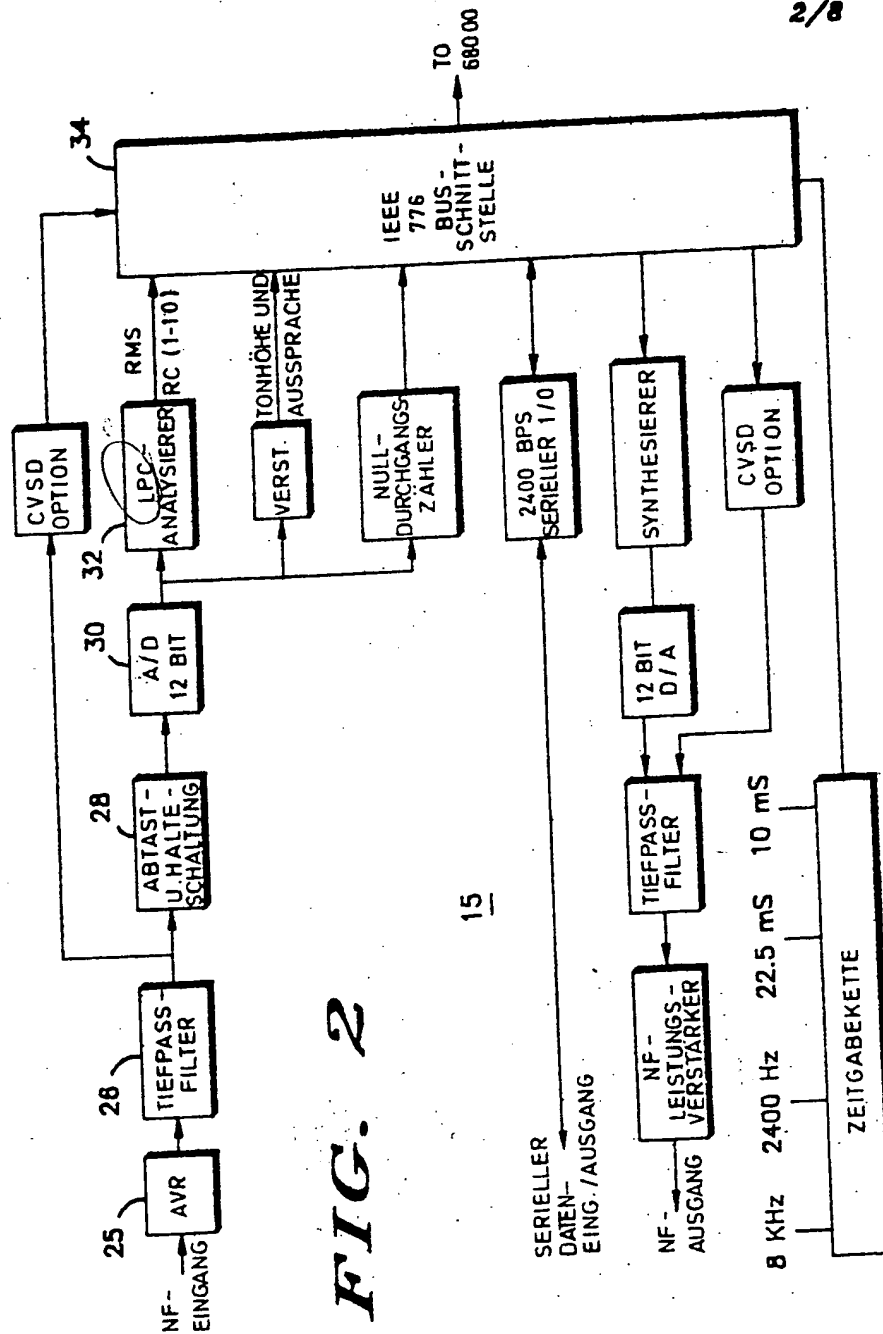 2/8
CVSD
OPTION
34
TO
68000
IEEE
776
BUS-
SCHNITT-
STELLE
NF-
EINGANG
25
AVR
26
TIEFPASS-
FILTER
28
ABTAST-
U.HALTE-
SCHALTUNG
30
A/D
12 BIT
32
LPC-
ANALYSIERER
RMS
RC (1-10)
VERST.
TONHÖHE UND
AUSSPRACHE
NULL-
DURCHGANGS
ZÄHLER
FIG. 2
15
SERIELLER
DATEN-
EING./AUSGANG
2400 BPS
SERIELLER I/O
SYNTHESIERER
12 BIT
D/A
CVSD
OPTION
TIEFPASS-
FILTER
NF-
LEISTUNGS-
VERSTÄRKER
NF-
AUSGANG
8 KHz
2400 Hz
22.5 mS
10 mS
ZEITGABEKETTE